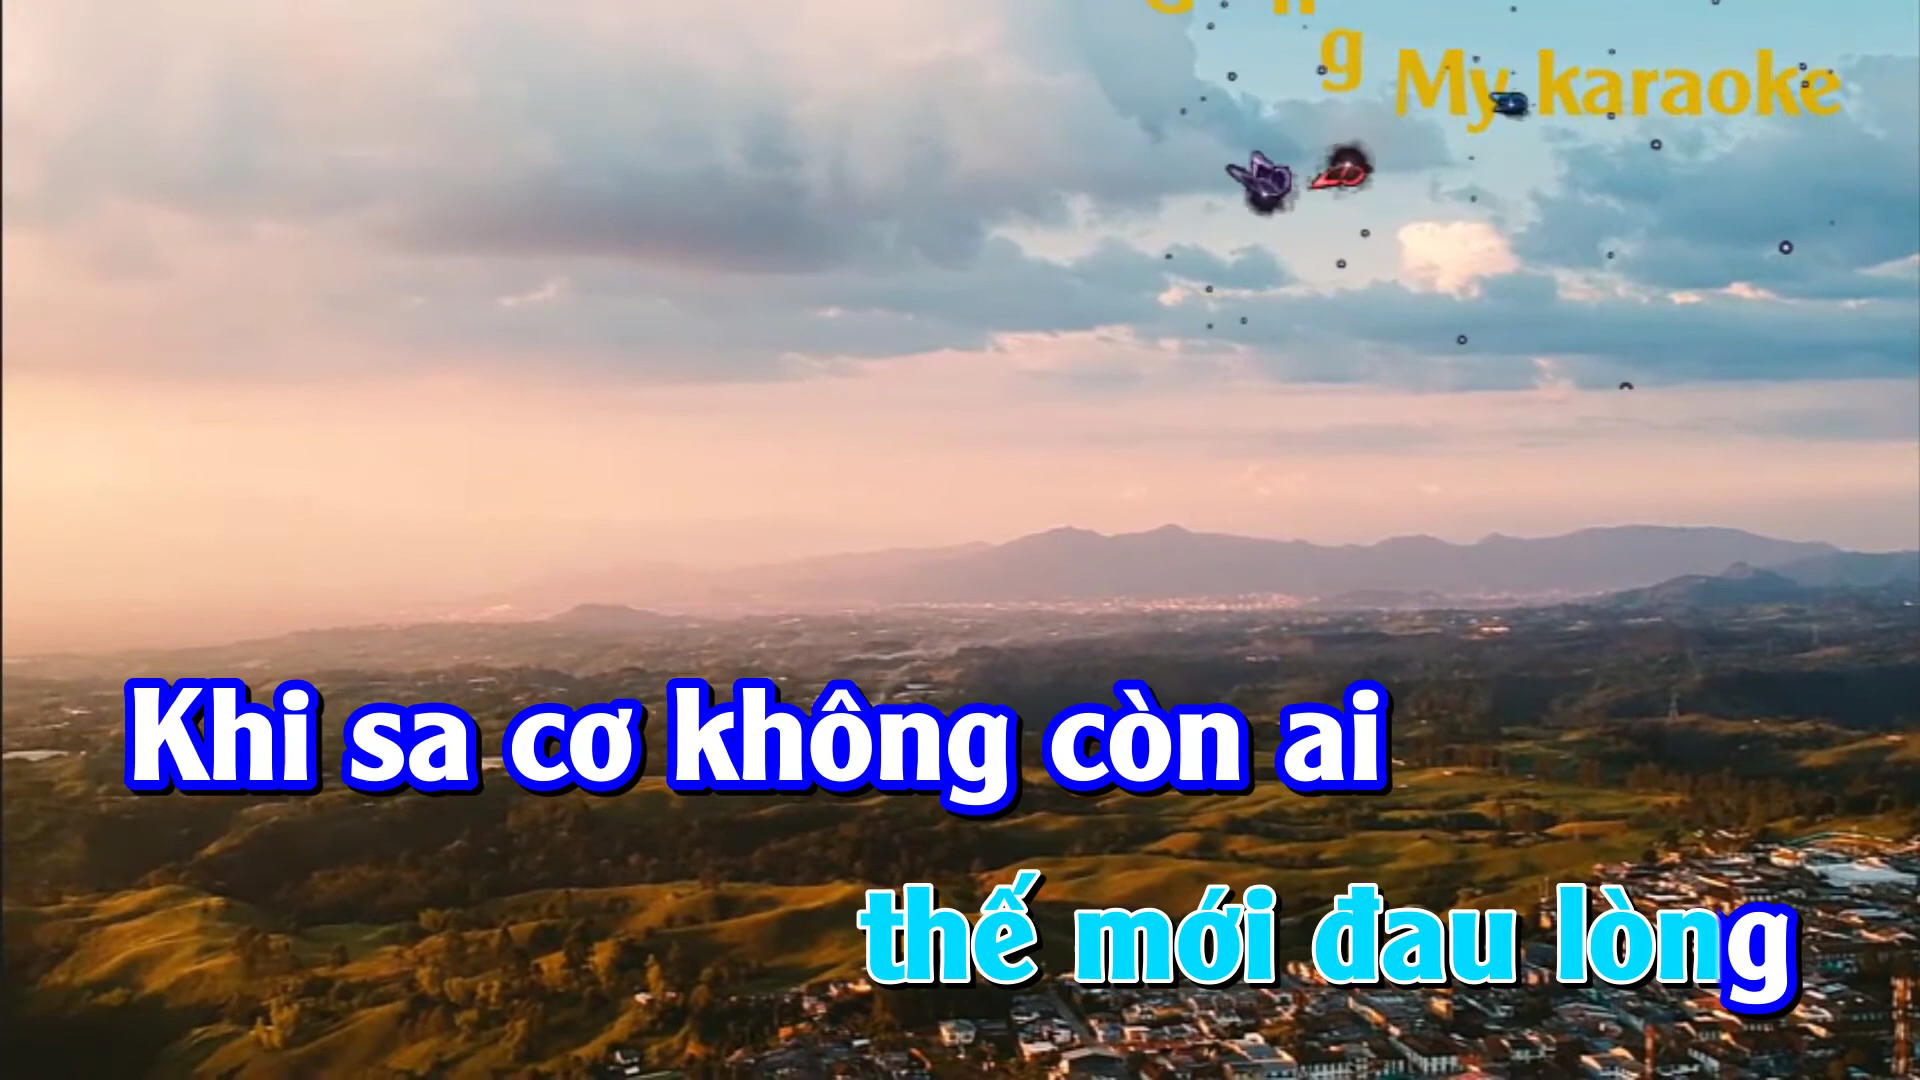 g My karaoke
Khi sa cơ không còn ai
thế mới đau lòng